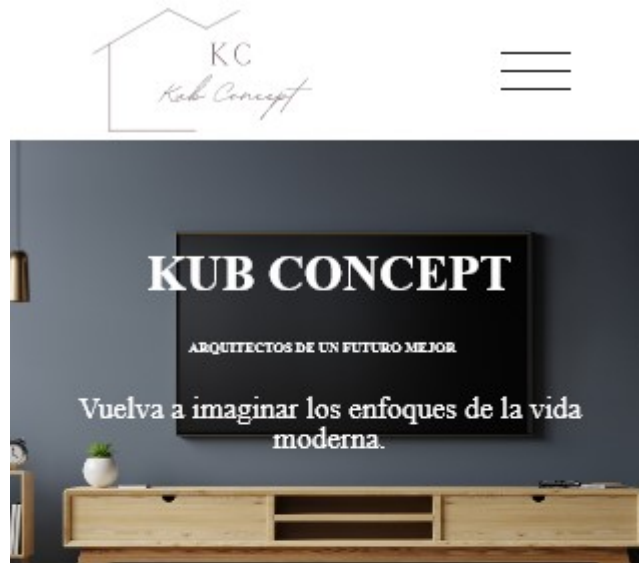 KC
Kub Concept
KUB CONCEPT
ARQUITECTOS DE UN FUTURO MEJOR
Vuelva a imaginar los enfoques de la vida
moderna.